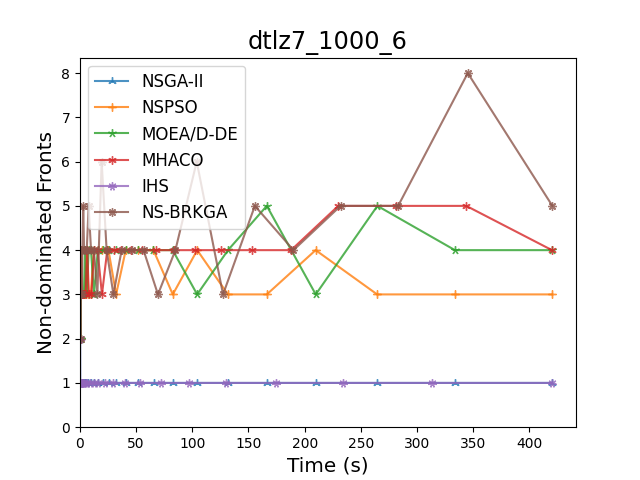 dtlz7_1000_6
NSGA-II
NSPSO
MOEA/D-DE
MHACO
IHS
NS-BRKGA
Non-dominated Fronts
8
7
6
5
4
3
2
1
0
0 50 100 150 200 250 300 350 400
Time (s)